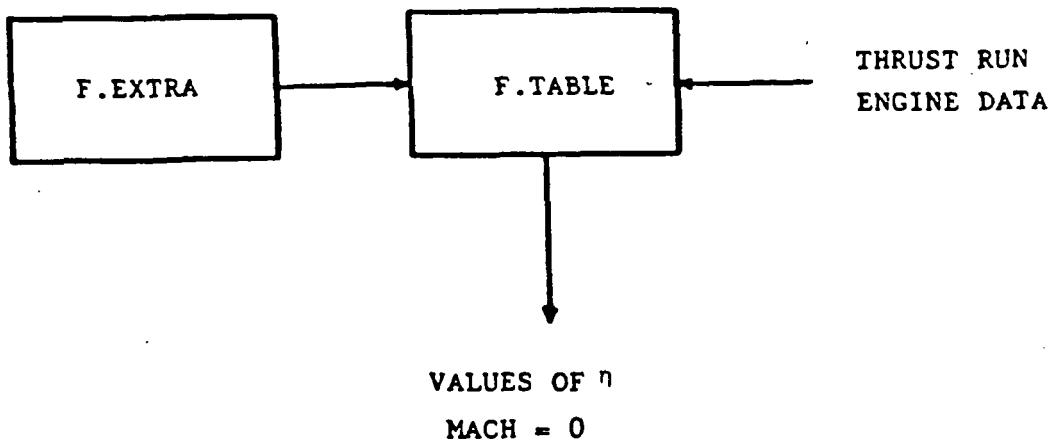 F.EXTRA
F.TABLE
THRUST RUN
ENGINE DATA
VALUES OF η
MACH = 0